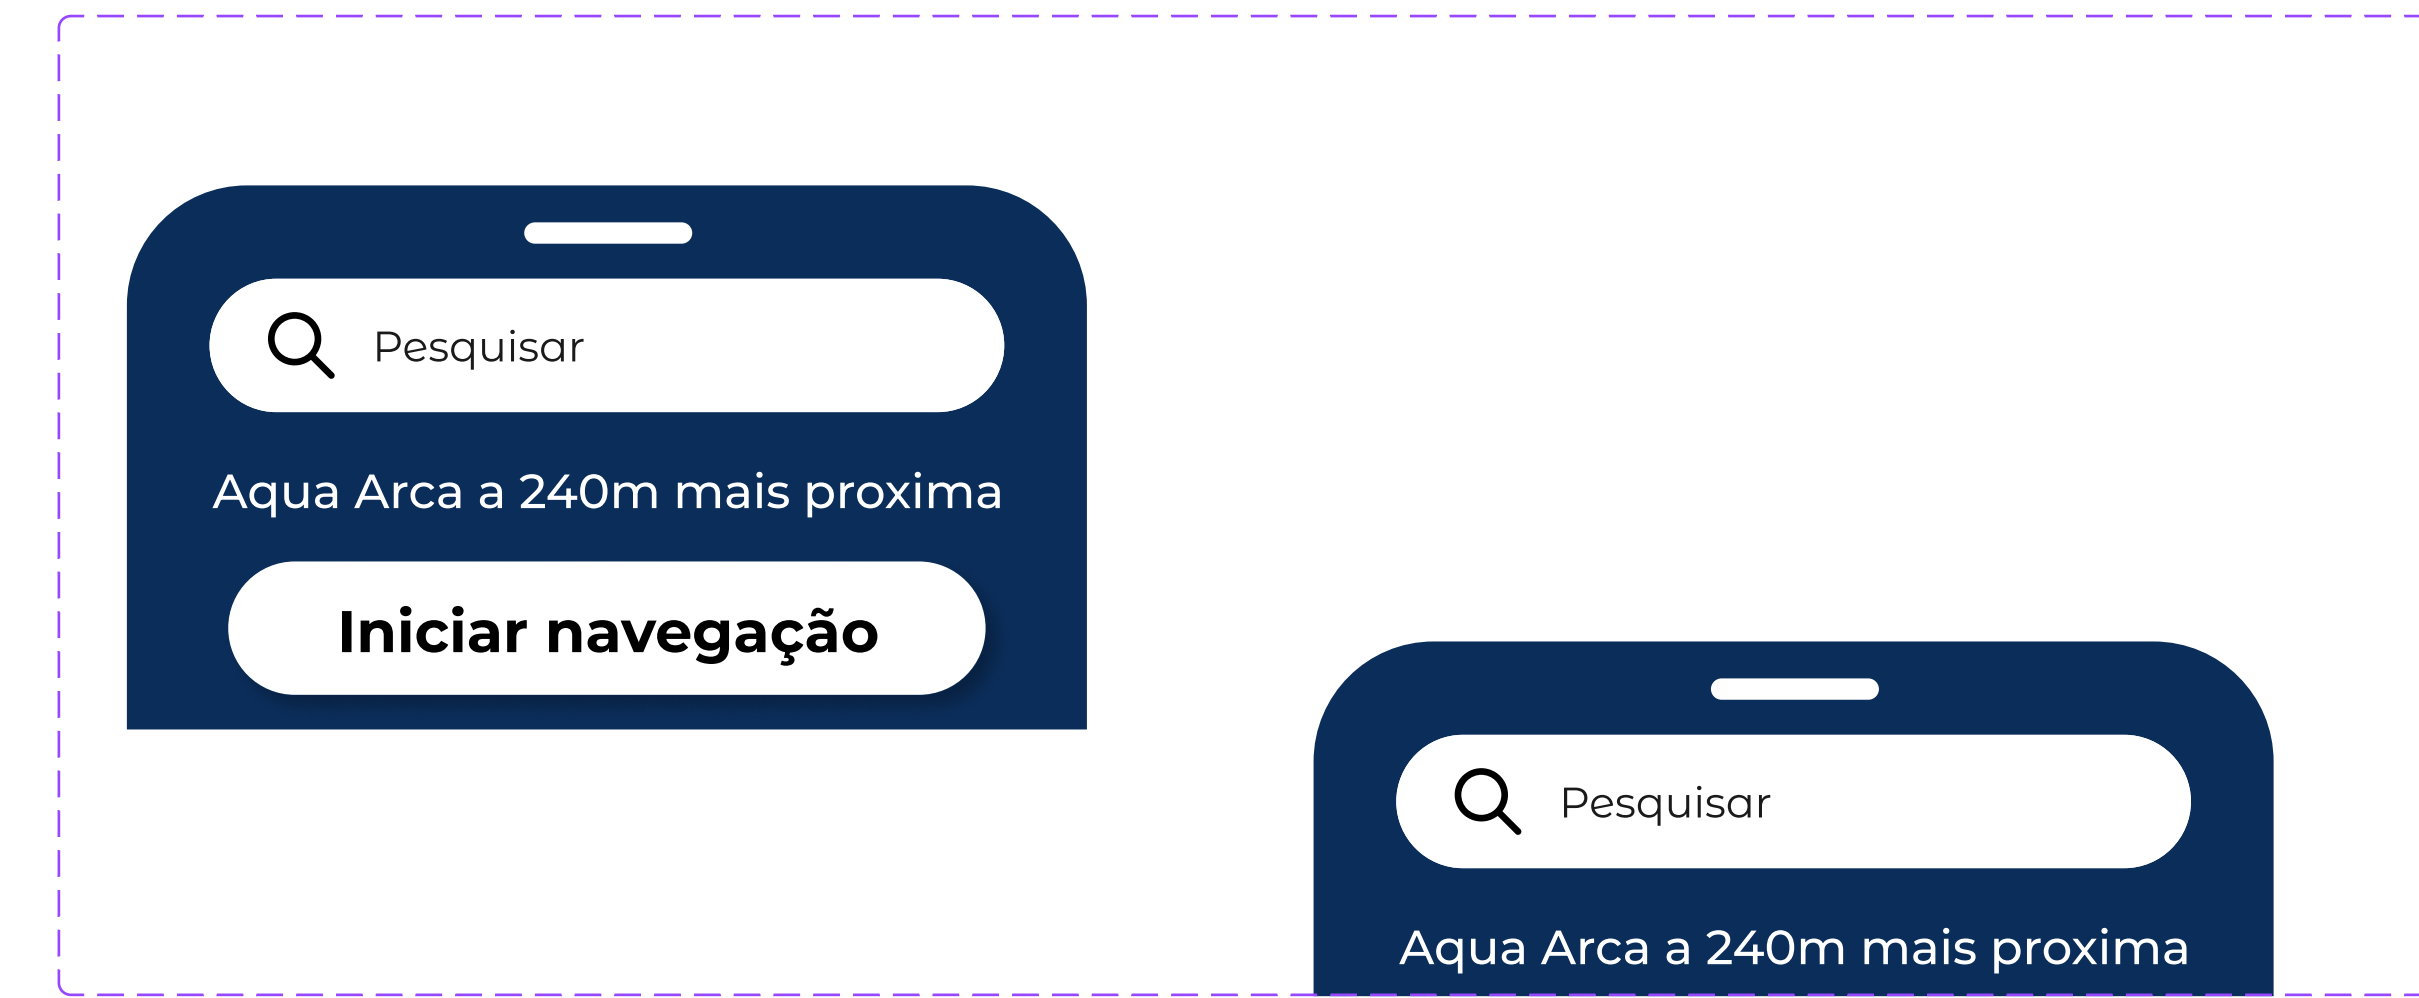 Pesquisar
Aqua Arca a 240m mais proxima
Iniciar navegação
Pesquisar
Aqua Arca a 240m mais proxima